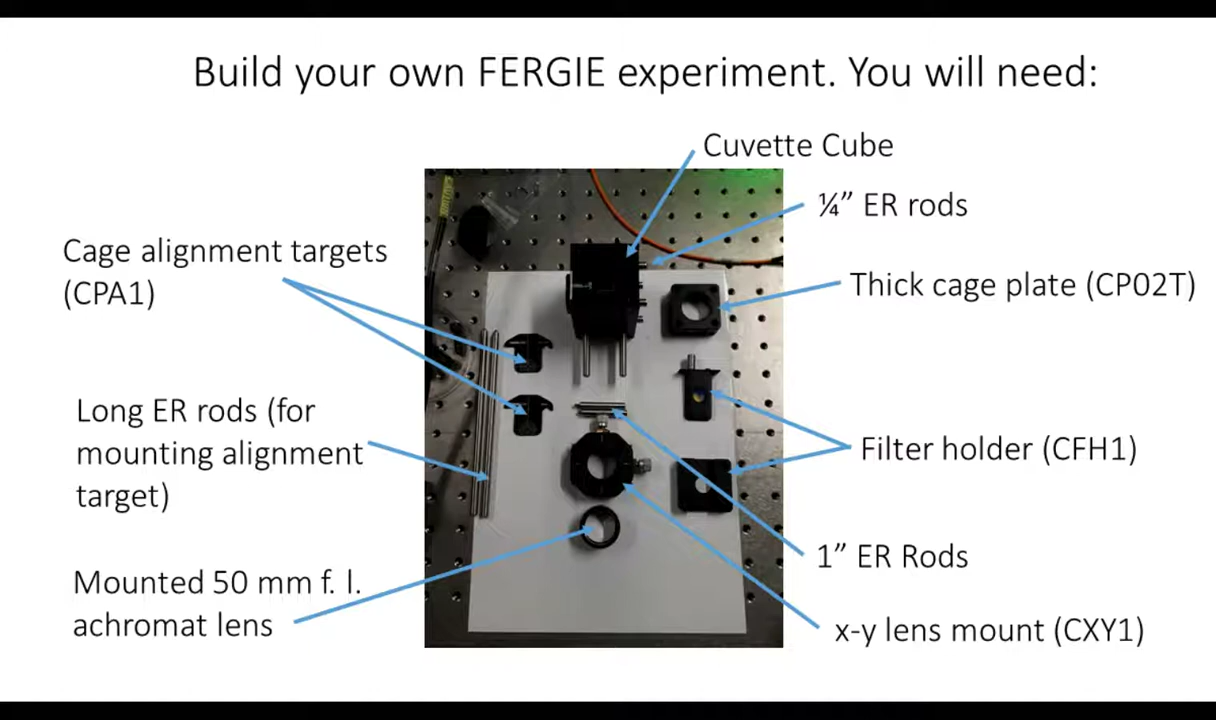 Build your own FERGIE experiment. You will need:
Cuvette Cube
¼” ER rods
Cage alignment targets
(CPA1)
Thick cage plate (CP02T)
Long ER rods (for
mounting alignment
target)
Filter holder (CFH1)
1” ER Rods
Mounted 50 mm f. l.
achromat lens
x-y lens mount (CXY1)